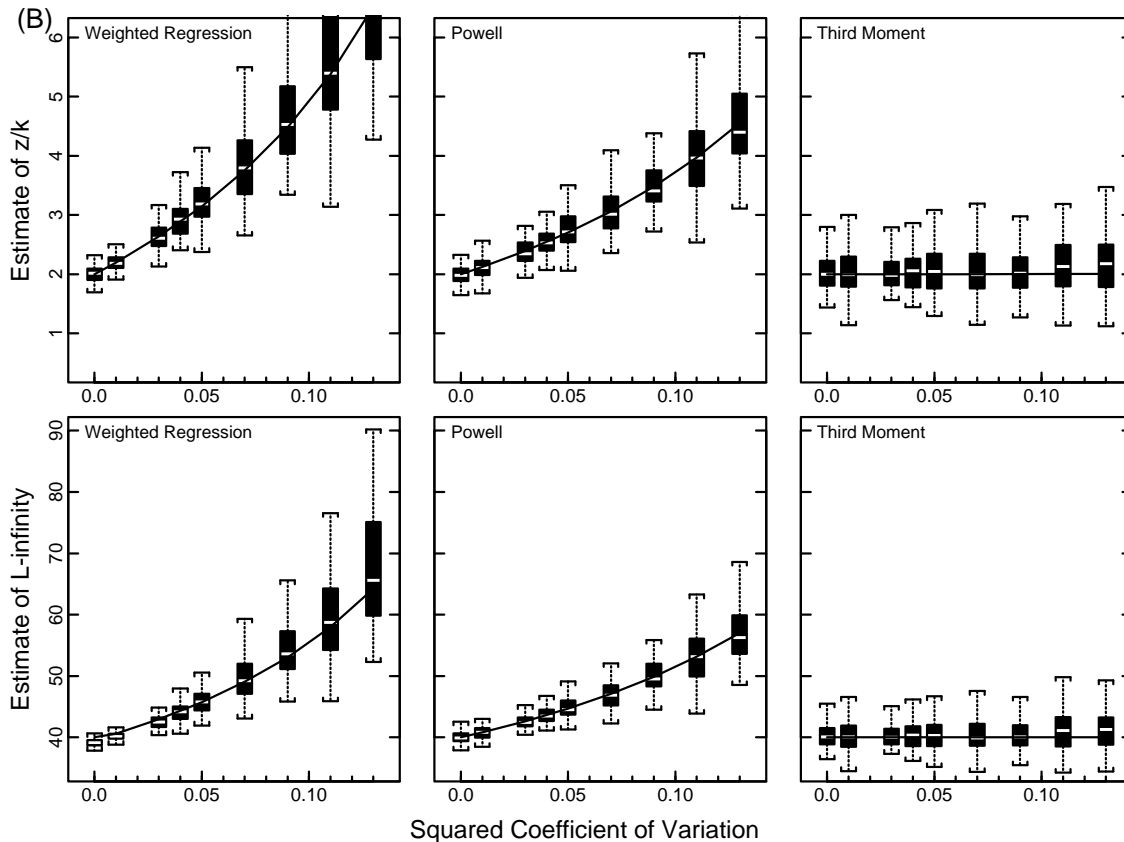 (B)
Weighted Regression
Powell
Third Moment
Estimate of z/k
6
5
4
3
2
1
0.0 0.05 0.10
0.0 0.05 0.10
0.0 0.05 0.10
Weighted Regression
Powell
Third Moment
Estimate of L-infinity
90
80
70
60
50
40
0.0 0.05 0.10
0.0 0.05 0.10
0.0 0.05 0.10
Squared Coefficient of Variation